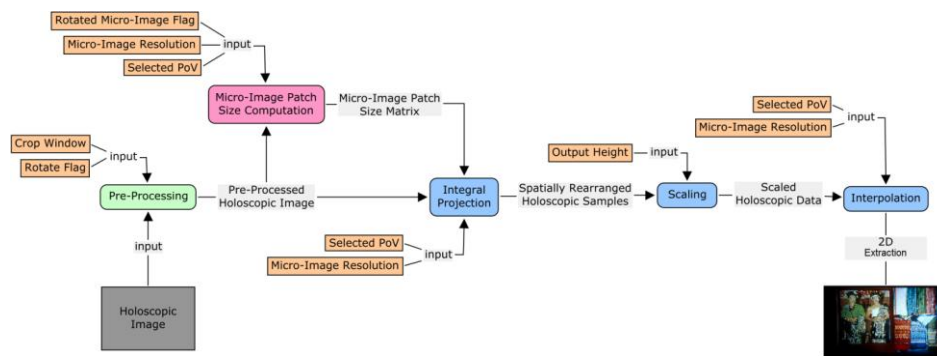 Rotated Micro-Image Flag
Micro-Image Resolution
Selected PoV
input
Micro-Image Patch
Size Computation
Micro-Image Patch
Size Matrix
Selected PoV
Micro-Image Resolution
input
Crop Window
Rotate Flag
input
Output Height
input
Pre-Processing
Pre-Processed
Holoscopic Image
Integral
Projection
Spatially Rearranged
Holoscopic Samples
Scaling
Scaled
Holoscopic Data
Interpolation
Selected PoV
Micro-Image Resolution
input
input
2D
Extraction
Holoscopic
Image